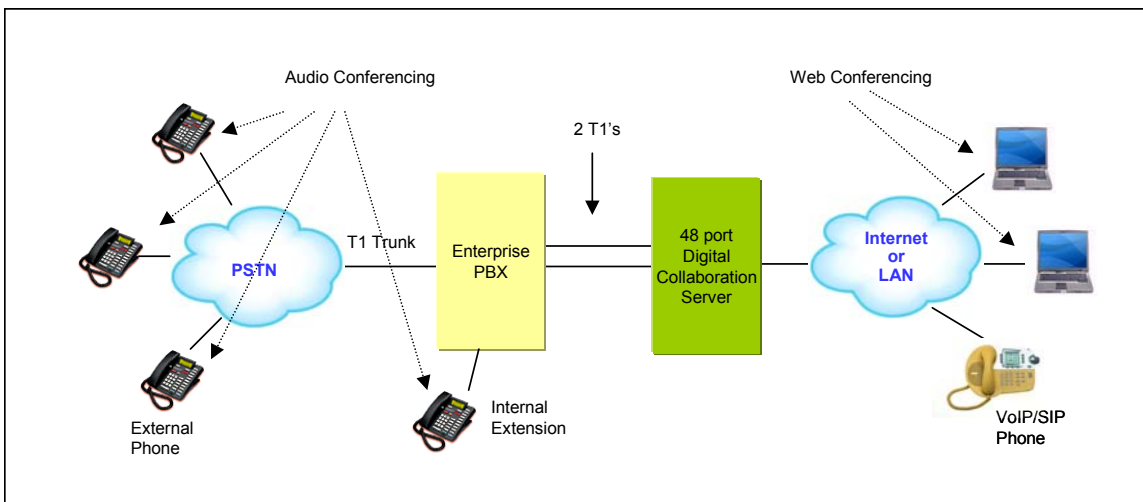 Audio Conferencing
Web Conferencing
2 T1’s
T1 Trunk
PSTN
Enterprise
PBX
48 port
Digital
Collaboration
Server
Internet
or
LAN
External
Phone
Internal
Extension
VoIP/SIP
Phone